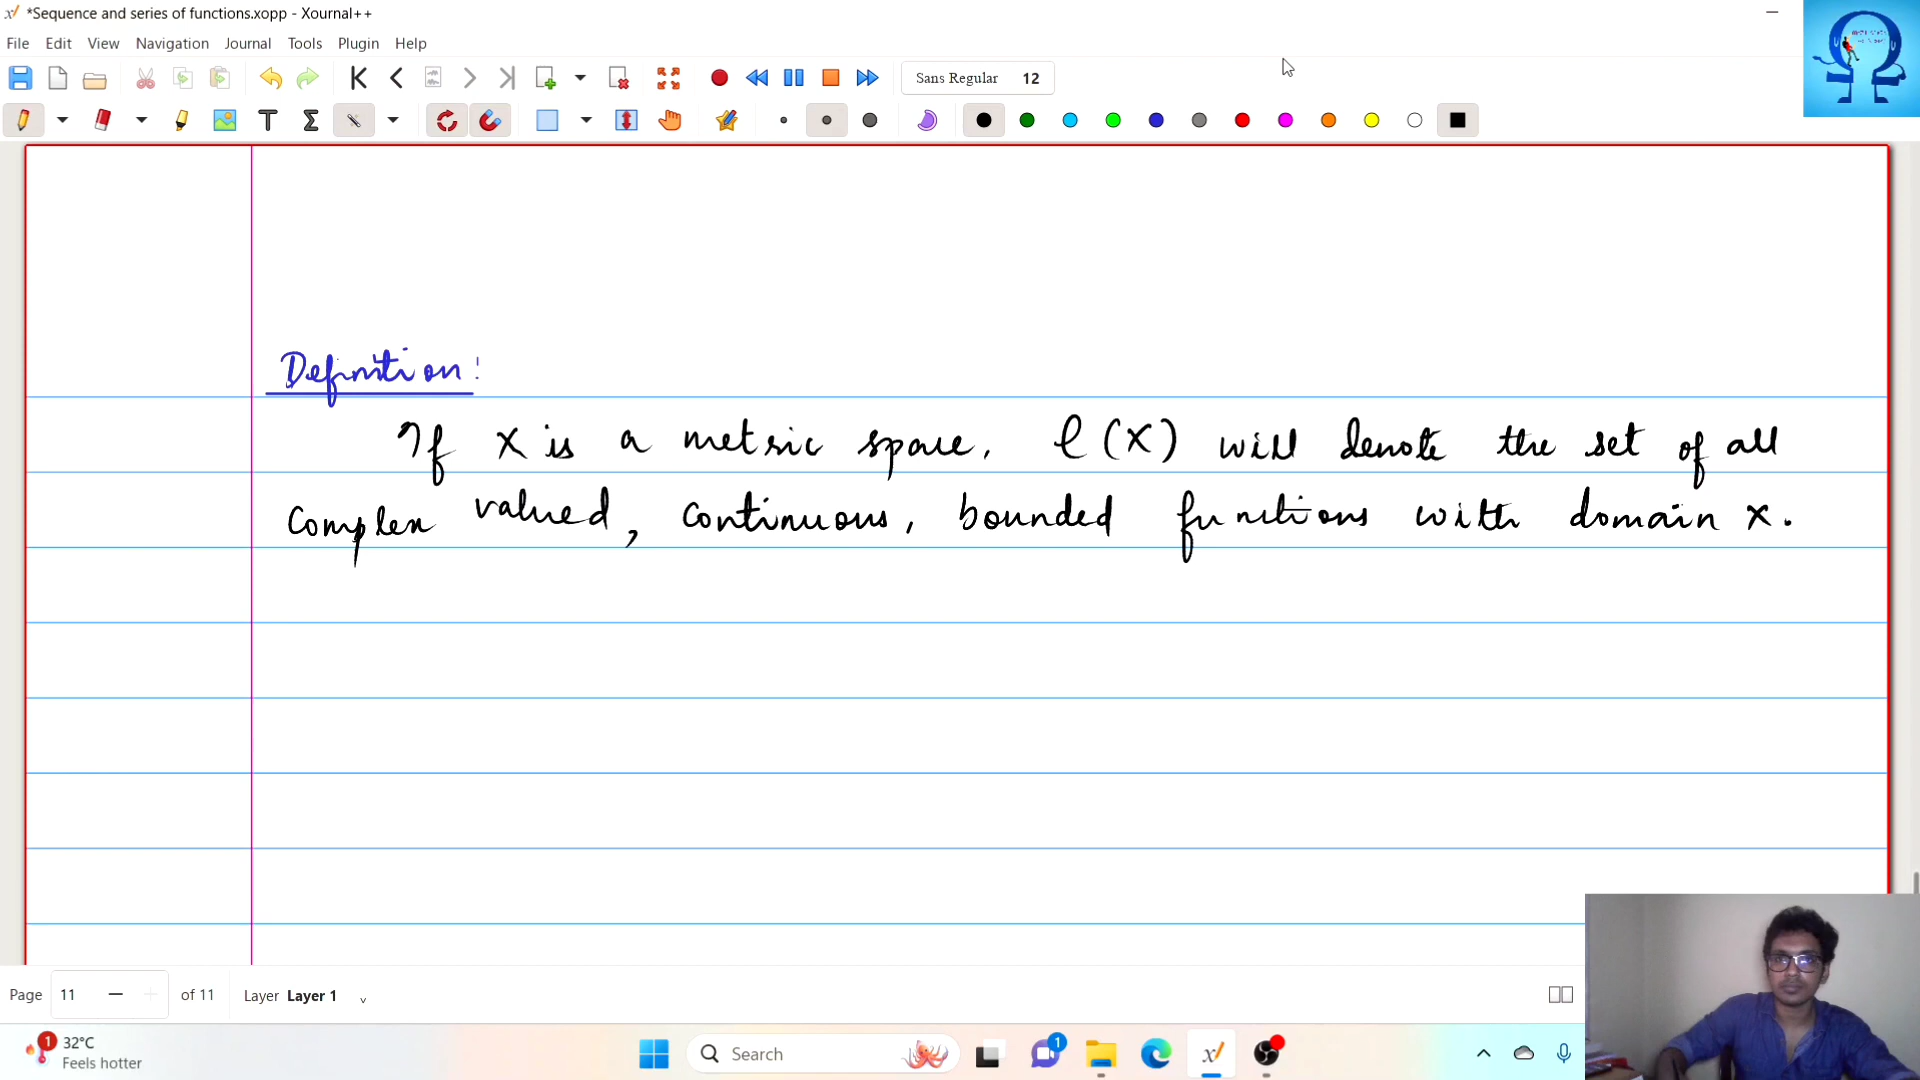 *Sequence and series of functions.xopp - Xournal++
File Edit View Navigation Journal Tools Plugin Help
Sans Regular 12
Definition:
If X is a metric space, C(X) will denote the set of all
complex valued, continuous, bounded functions with domain X.
Page 11 of 11 Layer Layer 1
1 32°C
Feels hotter
Search
1